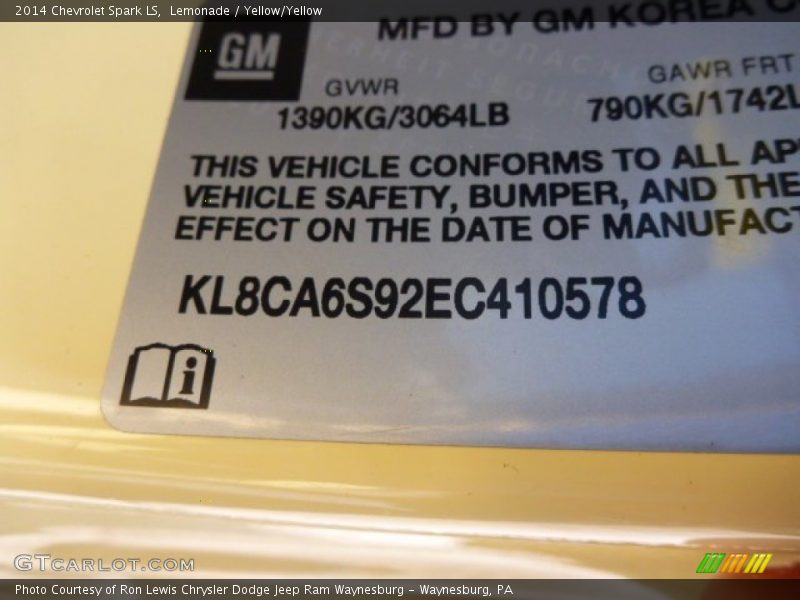 2014 Chevrolet Spark LS, Lemonade / Yellow/Yellow
GM
MFD BY GM KOREA
GVWR
GAWR FRT
1390KG/3064LB
790KG/1742L
THIS VEHICLE CONFORMS TO ALL
VEHICLE SAFETY, BUMPER, AND THE
EFFECT ON THE DATE OF
KL8CA6S92EC410578
i
GTCARLOT.COM
Photo Courtesy of Ron Lewis Chrysler Dodge Jeep Ram Waynesburg - Waynesburg, PA